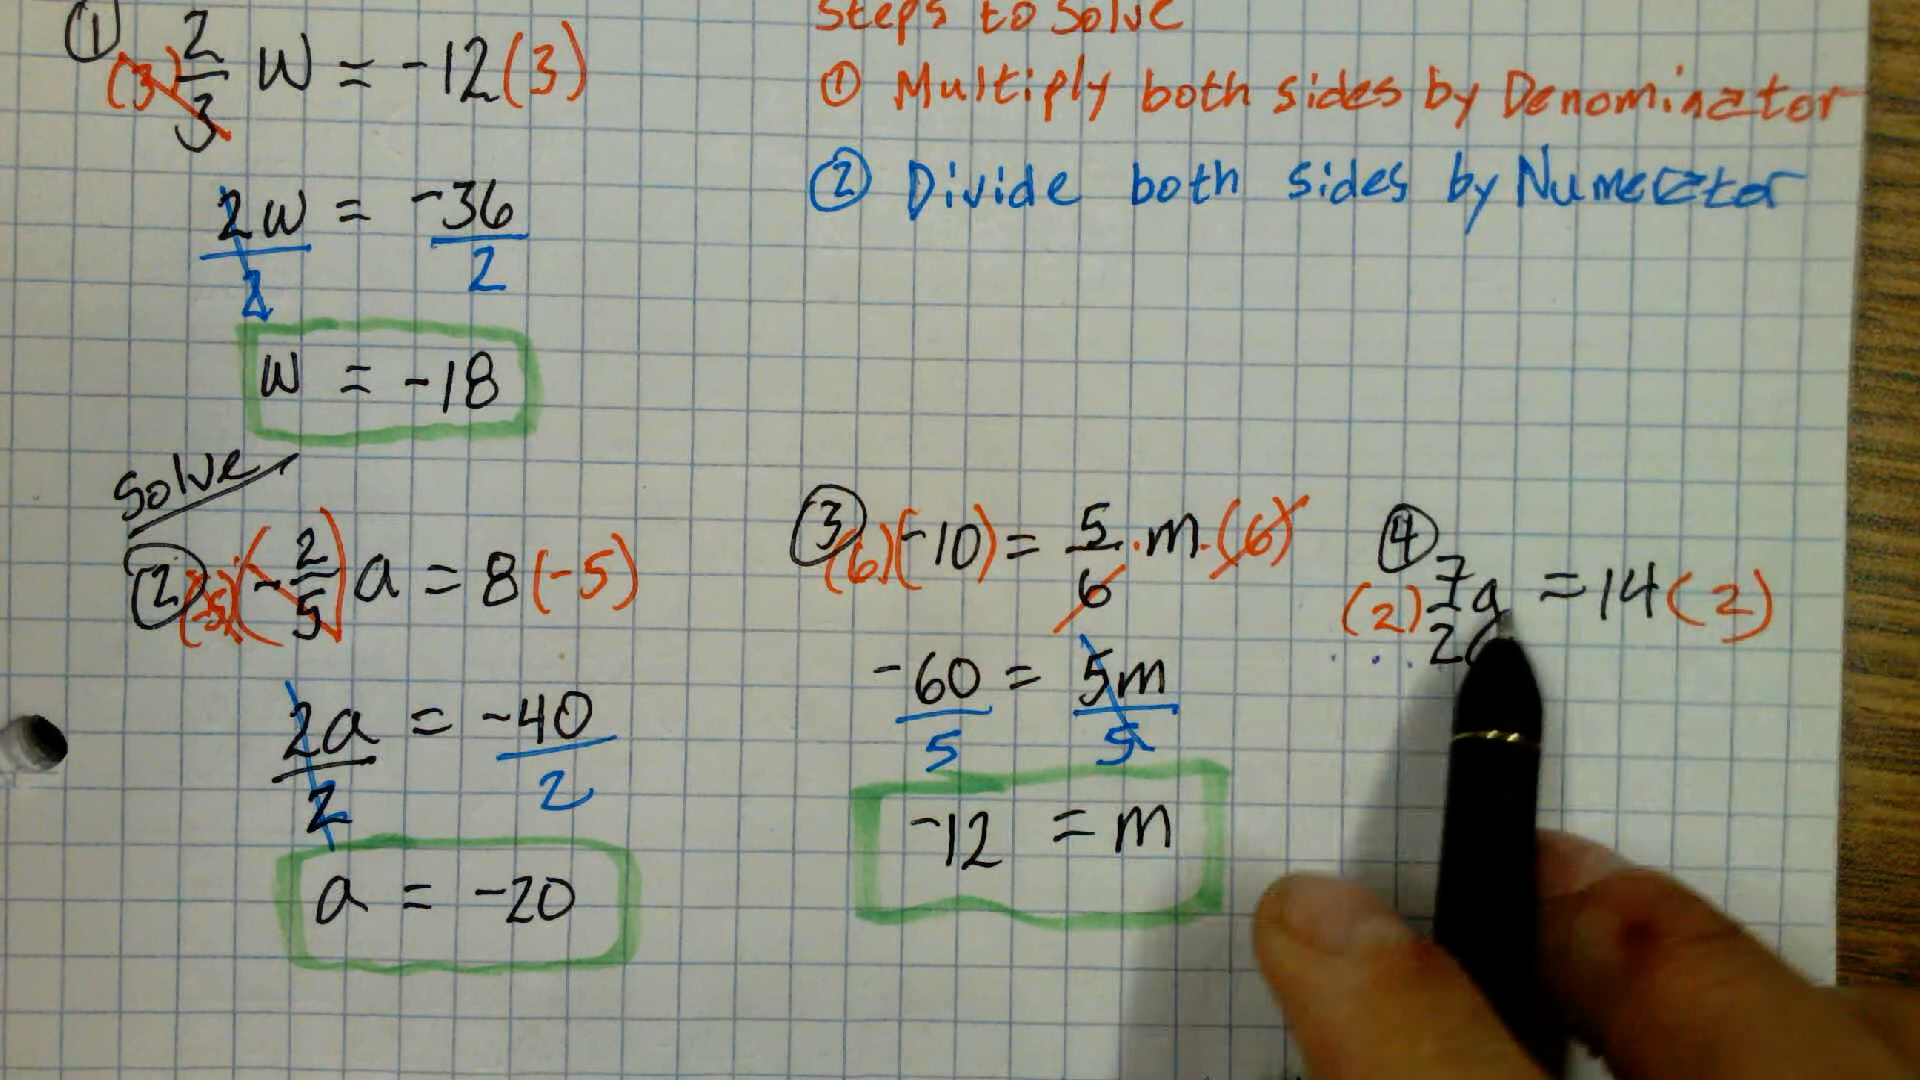 Steps to Solve
① Multiply both sides by Denominator
② Divide both sides by Numerator
①
(3) 2/3 w = -12(3)
2w/2 = -36/2
w = -18
Solve
② (-5)(-2/5)a = 8(-5)
2a/2 = -40/2
a = -20
③ (6)(-10) = 5/6 · m · (6)
-60/5 = 5m/5
-12 = m
④
(2) 7/2 g = 14(2)